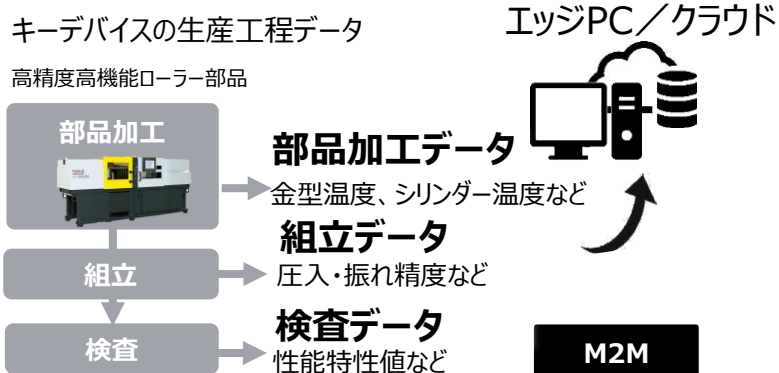 キーデバイスの生産工程データ
エッジPC／クラウド
高精度高機能ローラー部品
部品加工
部品加工データ
金型温度、シリンダー温度など
組立データ
組立
圧入・振れ精度など
検査データ
検査
性能特性値など
M2M